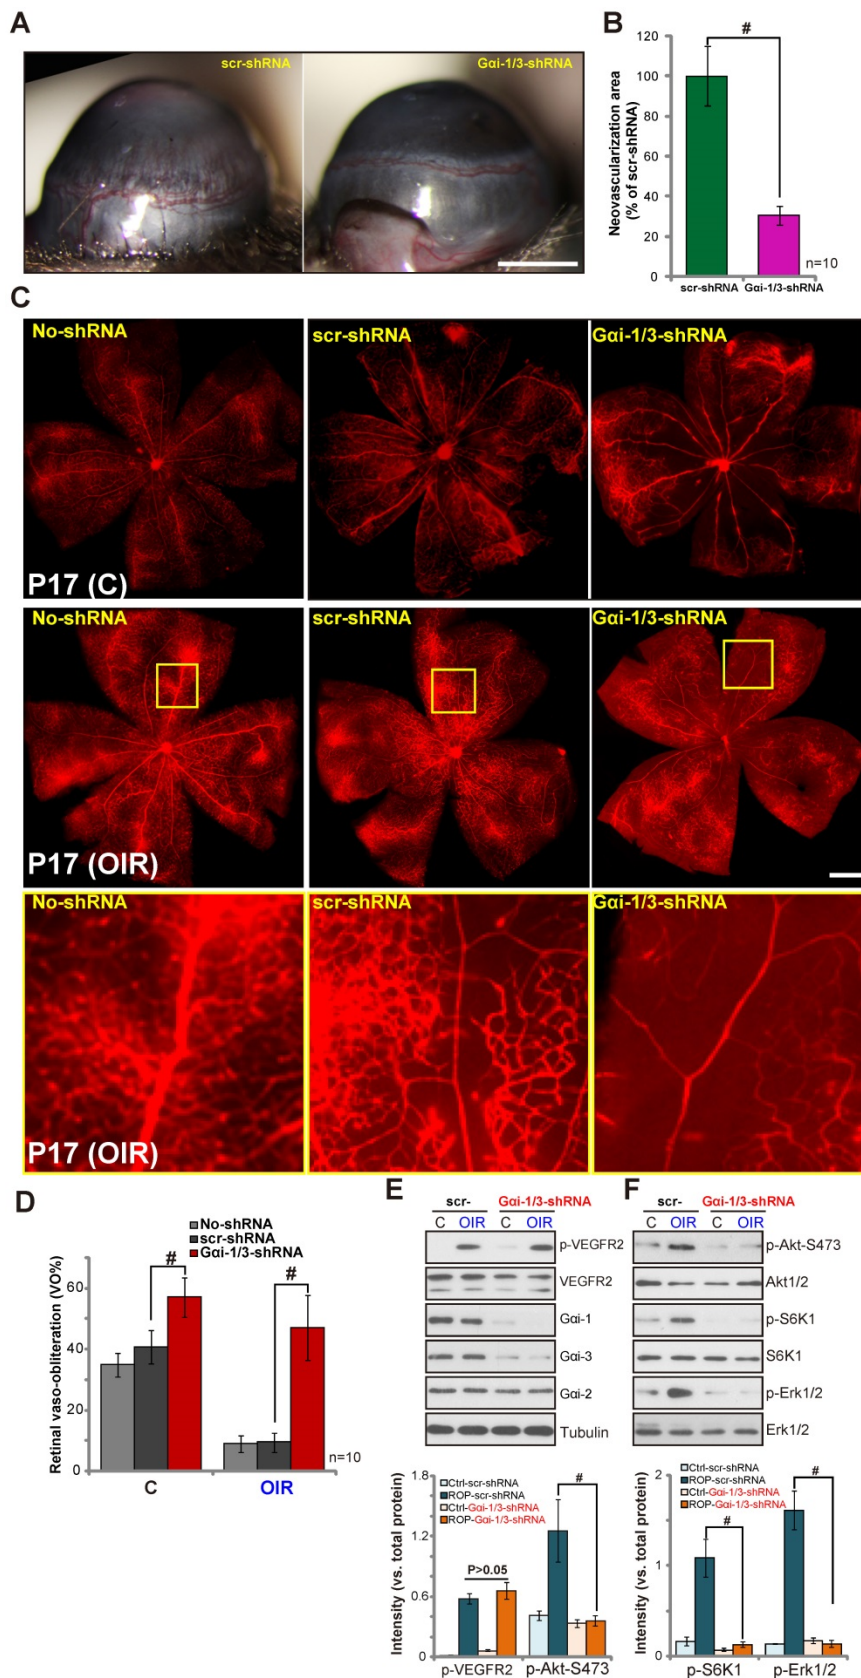 A
scr-shRNA
Gαi-1/3-shRNA
B
#
Neovascularization area
(% of scr-shRNA)
120
100
80
60
40
20
0
n=10
scr-shRNA
Gαi-1/3-shRNA
C
No-shRNA
scr-shRNA
Gαi-1/3-shRNA
P17 (C)
No-shRNA
scr-shRNA
Gαi-1/3-shRNA
P17 (OIR)
No-shRNA
scr-shRNA
Gαi-1/3-shRNA
P17 (OIR)
D
No-shRNA
scr-shRNA
Gαi-1/3-shRNA
#
#
Retinal vaso-obliteration (VO%)
60
40
20
0
n=10
C
OIR
E
scr-
Gαi-1/3-shRNA
C
OIR
C
OIR
p-VEGFR2
VEGFR2
Gαi-1
Gαi-3
Gαi-2
Tubulin
Intensity (vs. total protein)
1.8
1.2
0.6
0
Ctrl-scr-shRNA
ROP-scr-shRNA
Ctrl-Gαi-1/3-shRNA
ROP-Gαi-1/3-shRNA
#
P>0.05
p-VEGFR2
p-Akt-S473
F
scr-
Gαi-1/3-shRNA
C
OIR
C
OIR
p-Akt-S473
Akt1/2
p-S6K1
S6K1
p-Erk1/2
Erk1/2
Intensity (vs. total protein)
2
1
0
Ctrl-scr-shRNA
ROP-scr-shRNA
Ctrl-Gαi-1/3-shRNA
ROP-Gαi-1/3-shRNA
#
#
p-S6K1
p-Erk1/2